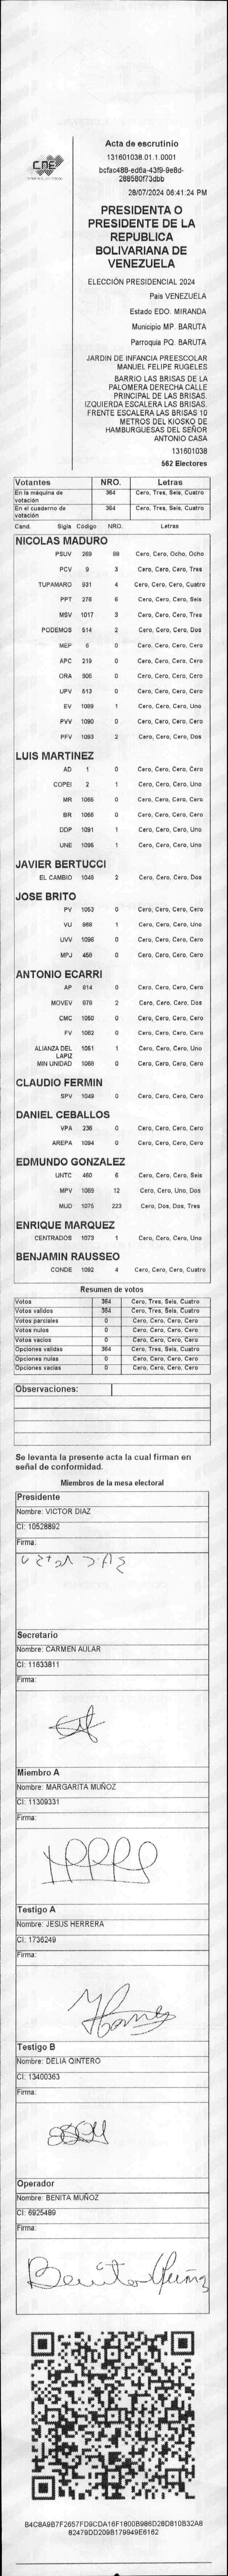 CNE
Acta de escrutinio
131601038.01.1.0001
bcfac488-ed6a-43f9-9e8d-
288580f73dbb
28/07/2024 06:41:24 PM
PRESIDENTA O
PRESIDENTE DE LA
REPUBLICA
BOLIVARIANA DE
VENEZUELA
ELECCIÓN PRESIDENCIAL 2024
Pais VENEZUELA
Estado EDO. MIRANDA
Municipio MP. BARUTA
Parroquia PQ. BARUTA
JARDIN DE INFANCIA PREESCOLAR
MANUEL FELIPE RUGELES
BARRIO LAS BRISAS DE LA
PALOMERA DERECHA CALLE
PRINCIPAL DE LAS BRISAS.
IZQUIERDA ESCALERA LAS BRISAS.
FRENTE ESCALERA LAS BRISAS 10
METROS DEL KIOSKO DE
HAMBURGUESAS DEL SEÑOR
ANTONIO CASA
131601038
562 Electores
Votantes NRO. Letras
En la máquina de votación 364 Cero, Tres, Seis, Cuatro
En el cuaderno de votación 364 Cero, Tres, Seis, Cuatro
Cand. Sigla Código NRO. Letras
NICOLAS MADURO
PSUV 269 88 Cero, Cero, Ocho, Ocho
PCV 9 3 Cero, Cero, Cero, Tres
TUPAMARO 931 4 Cero, Cero, Cero, Cuatro
PPT 278 6 Cero, Cero, Cero, Seis
MSV 1017 3 Cero, Cero, Cero, Tres
PODEMOS 514 2 Cero, Cero, Cero, Dos
MEP 6 0 Cero, Cero, Cero, Cero
APC 219 0 Cero, Cero, Cero, Cero
ORA 906 0 Cero, Cero, Cero, Cero
UPV 513 0 Cero, Cero, Cero, Cero
EV 1089 1 Cero, Cero, Cero, Uno
PVV 1090 0 Cero, Cero, Cero, Cero
PFV 1093 2 Cero, Cero, Cero, Dos
LUIS MARTINEZ
AD 1 0 Cero, Cero, Cero, Cero
COPEI 2 1 Cero, Cero, Cero, Uno
MR 1065 0 Cero, Cero, Cero, Cero
BR 1066 0 Cero, Cero, Cero, Cero
DDP 1091 1 Cero, Cero, Cero, Uno
UNE 1095 1 Cero, Cero, Cero, Uno
JAVIER BERTUCCI
EL CAMBIO 1048 2 Cero, Cero, Cero, Dos
JOSE BRITO
PV 1053 0 Cero, Cero, Cero, Cero
VU 868 1 Cero, Cero, Cero, Uno
UVV 1096 0 Cero, Cero, Cero, Cero
MPJ 458 0 Cero, Cero, Cero, Cero
ANTONIO ECARRI
AP 814 0 Cero, Cero, Cero, Cero
MOVEV 878 2 Cero, Cero, Cero, Dos
CMC 1050 0 Cero, Cero, Cero, Cero
FV 1062 0 Cero, Cero, Cero, Cero
ALIANZA DEL LAPIZ 1051 1 Cero, Cero, Cero, Uno
MIN UNIDAD 1068 0 Cero, Cero, Cero, Cero
CLAUDIO FERMIN
SPV 1049 0 Cero, Cero, Cero, Cero
DANIEL CEBALLOS
VPA 236 0 Cero, Cero, Cero, Cero
AREPA 1094 0 Cero, Cero, Cero, Cero
EDMUNDO GONZALEZ
UNTC 460 6 Cero, Cero, Cero, Seis
MPV 1069 12 Cero, Cero, Uno, Dos
MUD 1075 223 Cero, Dos, Dos, Tres
ENRIQUE MARQUEZ
CENTRADOS 1073 1 Cero, Cero, Cero, Uno
BENJAMIN RAUSSEO
CONDE 1092 4 Cero, Cero, Cero, Cuatro
Resumen de votos
Votos 364 Cero, Tres, Seis, Cuatro
Votos validos 364 Cero, Tres, Seis, Cuatro
Votos parciales 0 Cero, Cero, Cero, Cero
Votos nulos 0 Cero, Cero, Cero, Cero
Votos vacios 0 Cero, Cero, Cero, Cero
Opciones validas 364 Cero, Tres, Seis, Cuatro
Opciones nulas 0 Cero, Cero, Cero, Cero
Opciones vacias 0 Cero, Cero, Cero, Cero
Observaciones:
Se levanta la presente acta la cual firman en
señal de conformidad.
Miembros de la mesa electoral
Presidente
Nombre: VICTOR DIAZ
CI: 10528892
Firma:
Secretario
Nombre: CARMEN AULAR
CI: 11633811
Firma:
Miembro A
Nombre: MARGARITA MUÑOZ
CI: 11309331
Firma:
Testigo A
Nombre: JESUS HERRERA
CI: 1736249
Firma:
Testigo B
Nombre: DELIA QINTERO
CI: 13400363
Firma:
Operador
Nombre: BENITA MUÑOZ
CI: 6925489
Firma:
Benita Muñoz
B4C8A9B7F2657FD9CDA16F1800B986D28D810B32A8
82479DD209B179949E6162